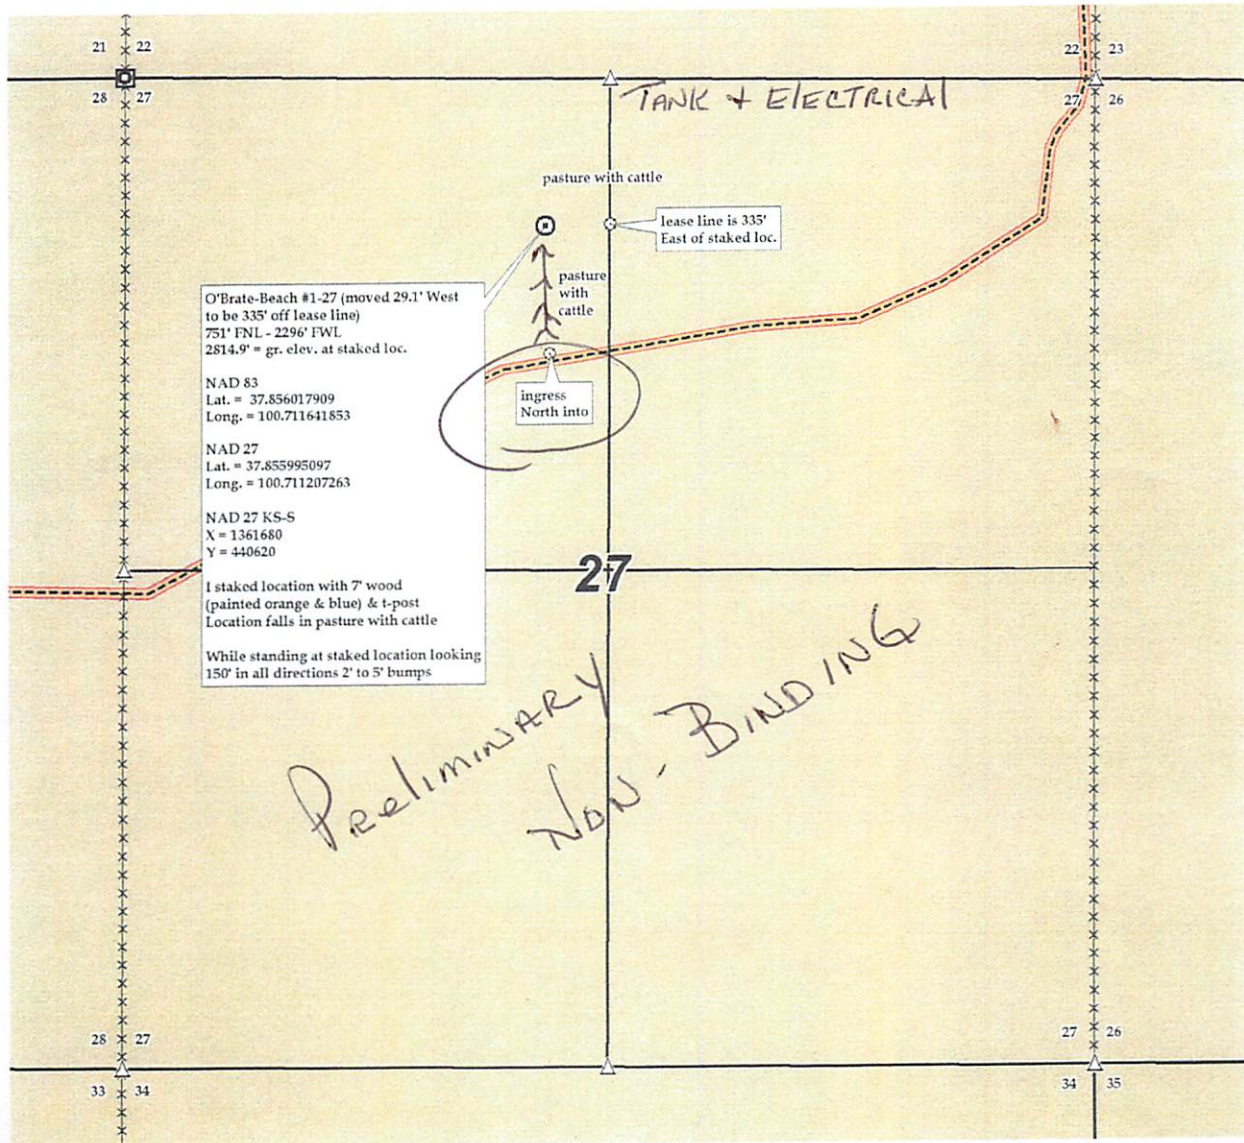 21 22
22 23
28 27
27 26
TANK + ElECTRICAl
pasture with cattle
lease line is 335'
East of staked loc.
pasture
with
cattle
O'Brate-Beach #1-27 (moved 29.1' West
to be 335' off lease line)
751' FNL - 2296' FWL
2814.9' = gr. elev. at staked loc.
NAD 83
Lat. = 37.856017909
Long. = 100.711641853
NAD 27
Lat. = 37.855995097
Long. = 100.711207263
NAD 27 KS-S
X = 1361680
Y = 440620
I staked location with 7' wood
(painted orange & blue) & t-post
Location falls in pasture with cattle
While standing at staked location looking
150' in all directions 2' to 5' bumps
ingress
North into
27
Preliminary
Non-Binding
28 27
27 26
33 34
34 35